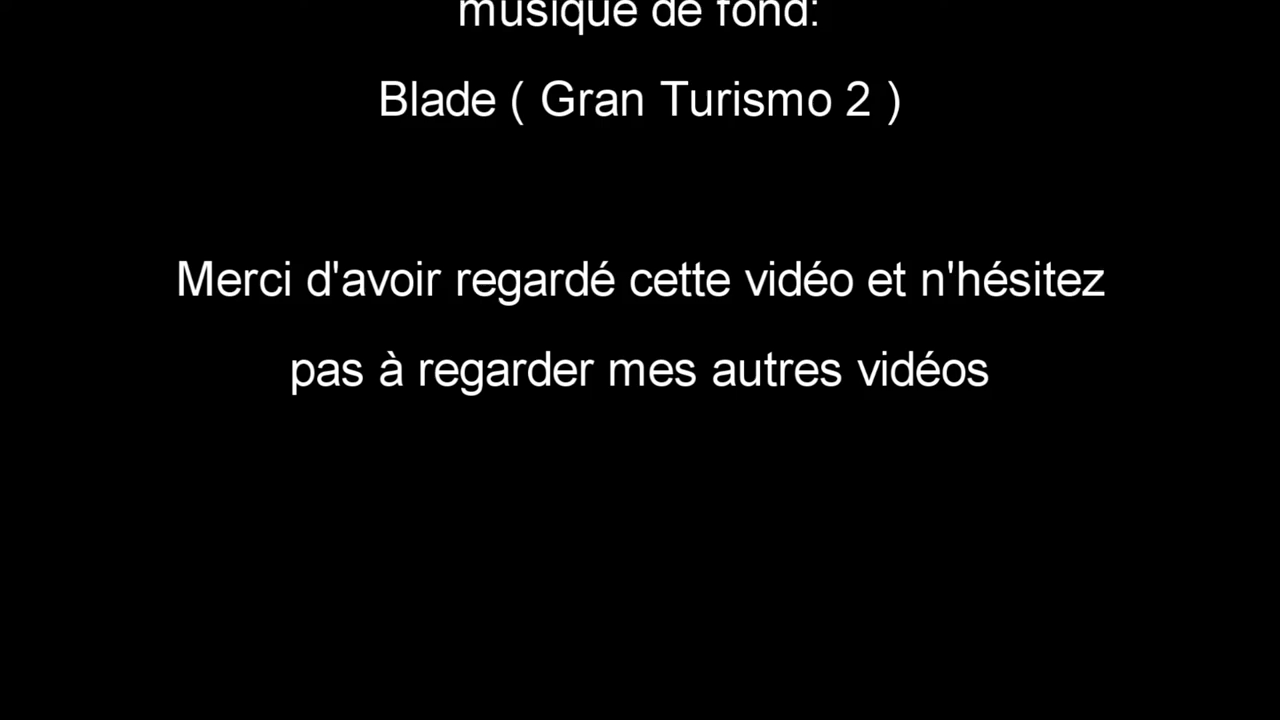 musique de fond:
Blade ( Gran Turismo 2 )
Merci d'avoir regardé cette vidéo et n'hésitez
pas à regarder mes autres vidéos